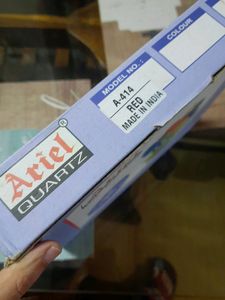 Ariel
QUARTZ
MODEL NO.:
A-414
RED
MADE IN INDIA
COLOUR